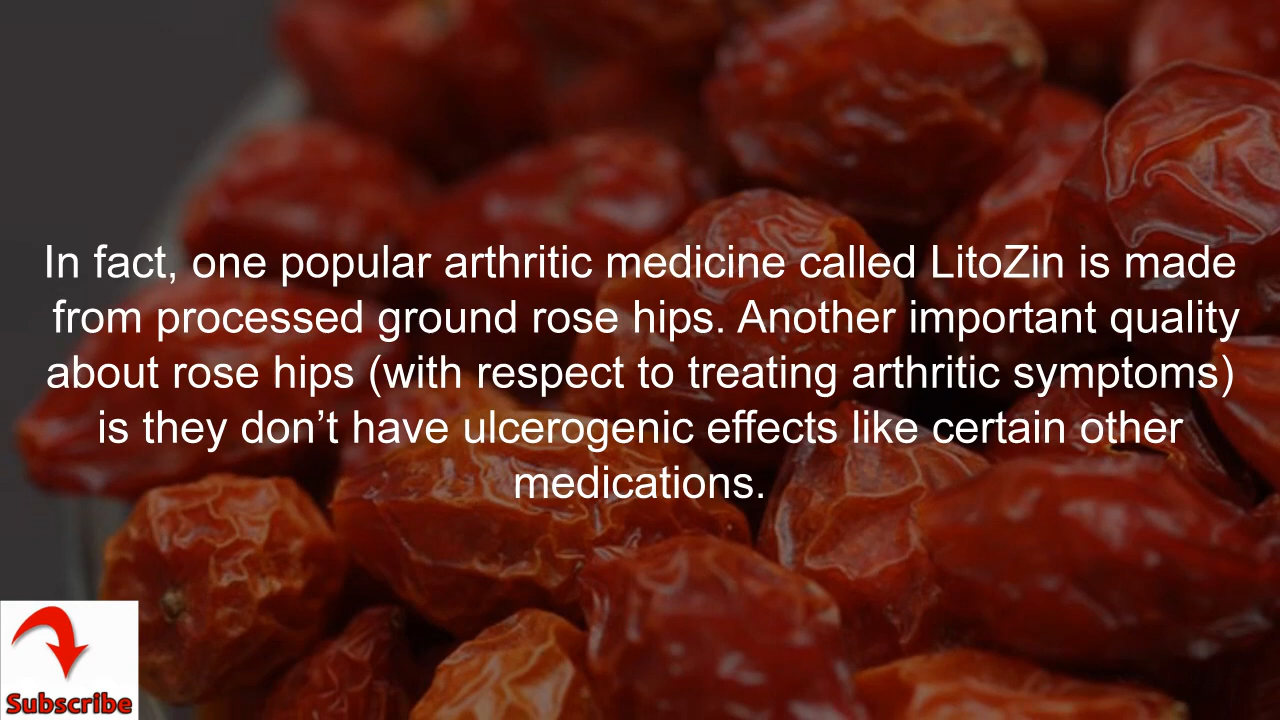 In fact, one popular arthritic medicine called LitoZin is made
from processed ground rose hips. Another important quality
about rose hips (with respect to treating arthritic symptoms)
is they don’t have ulcerogenic effects like certain other
medications.
Subscribe